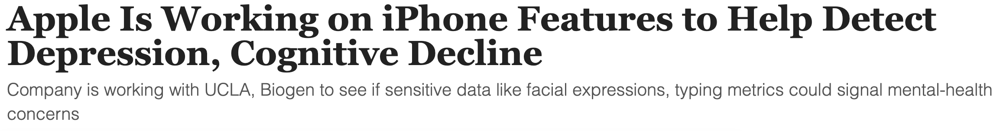 Apple Is Working on iPhone Features to Help Detect
Depression, Cognitive Decline
Company is working with UCLA, Biogen to see if sensitive data like facial expressions, typing metrics could signal mental-health
concerns